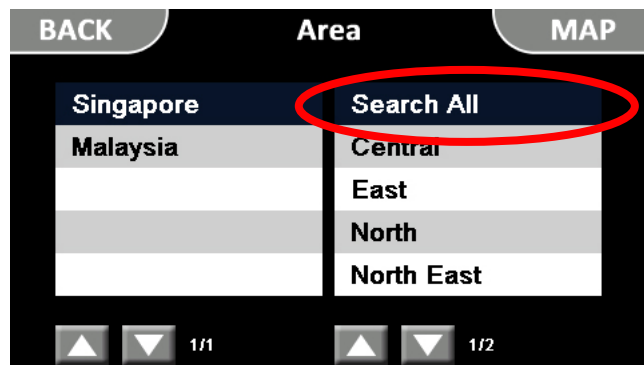 BACK Area MAP
Singapore Search All
Malaysia Central
East
North
North East
1/1 1/2